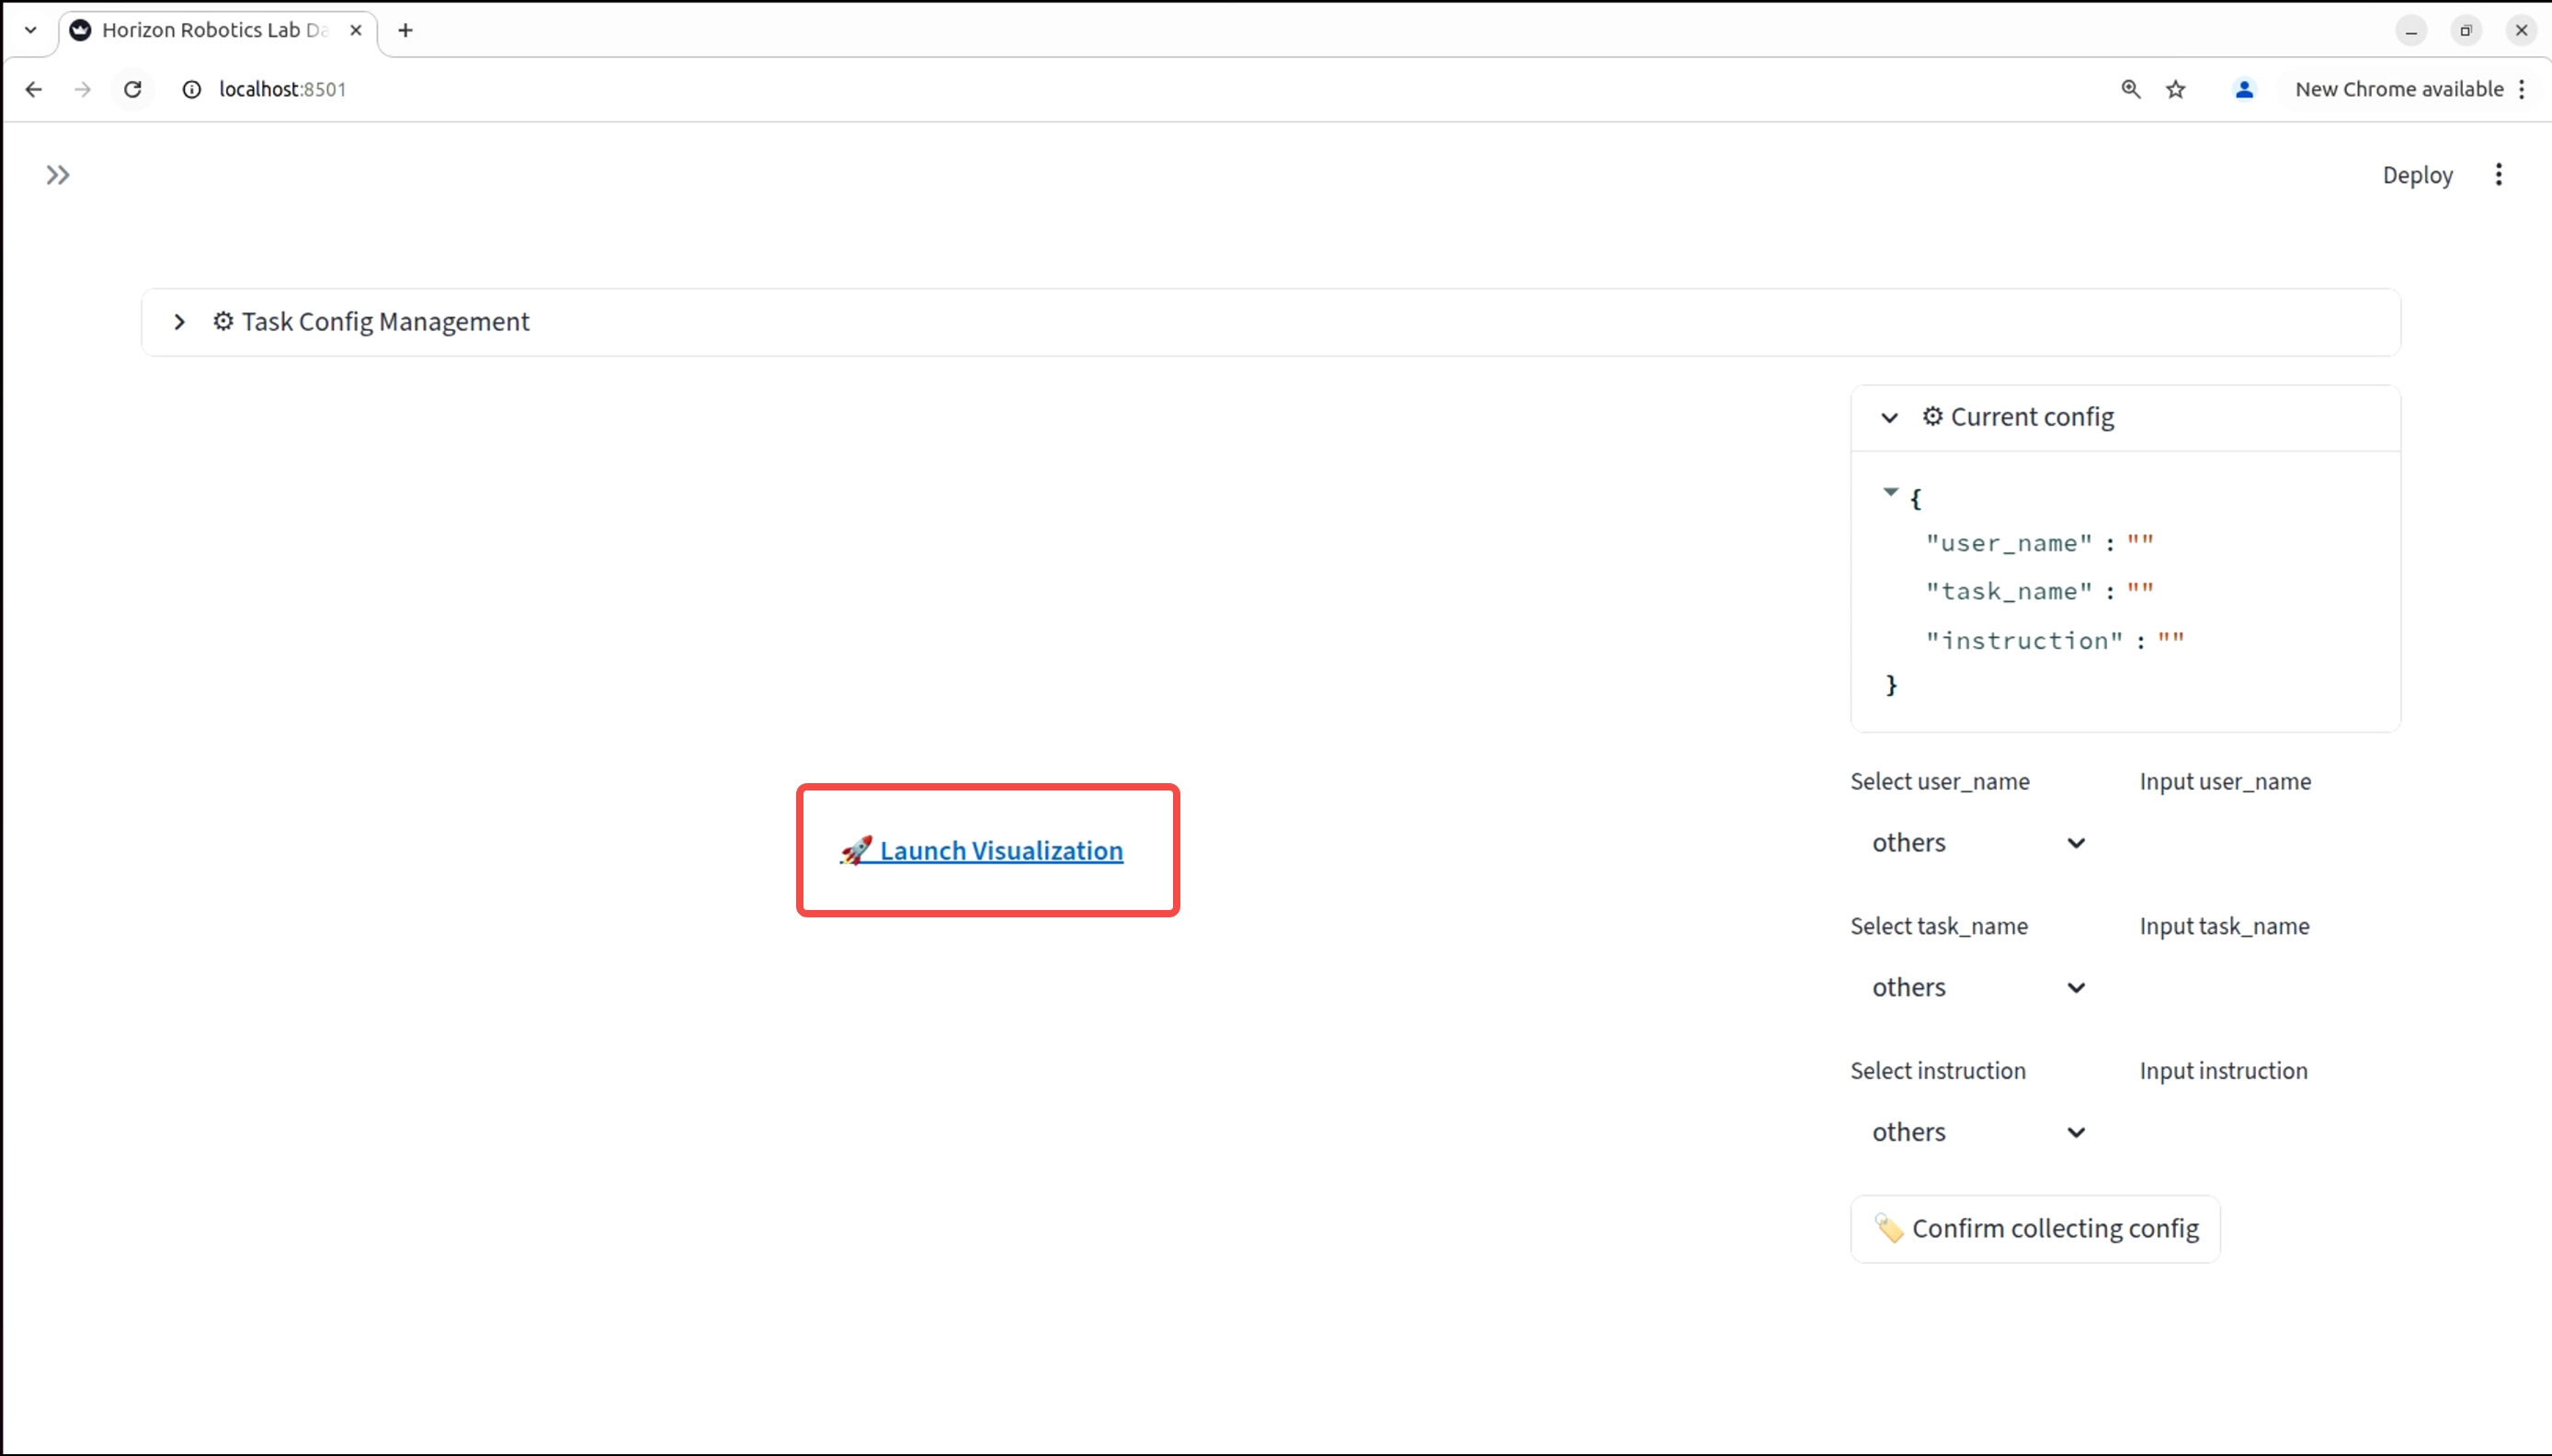 Horizon Robotics Lab Da
localhost:8501
New Chrome available
Deploy
⚙ Task Config Management
⚙ Current config
{
"user_name" : ""
"task_name" : ""
"instruction" : ""
}
🚀 Launch Visualization
Select user_name
Input user_name
others
Select task_name
Input task_name
others
Select instruction
Input instruction
others
🏷️ Confirm collecting config